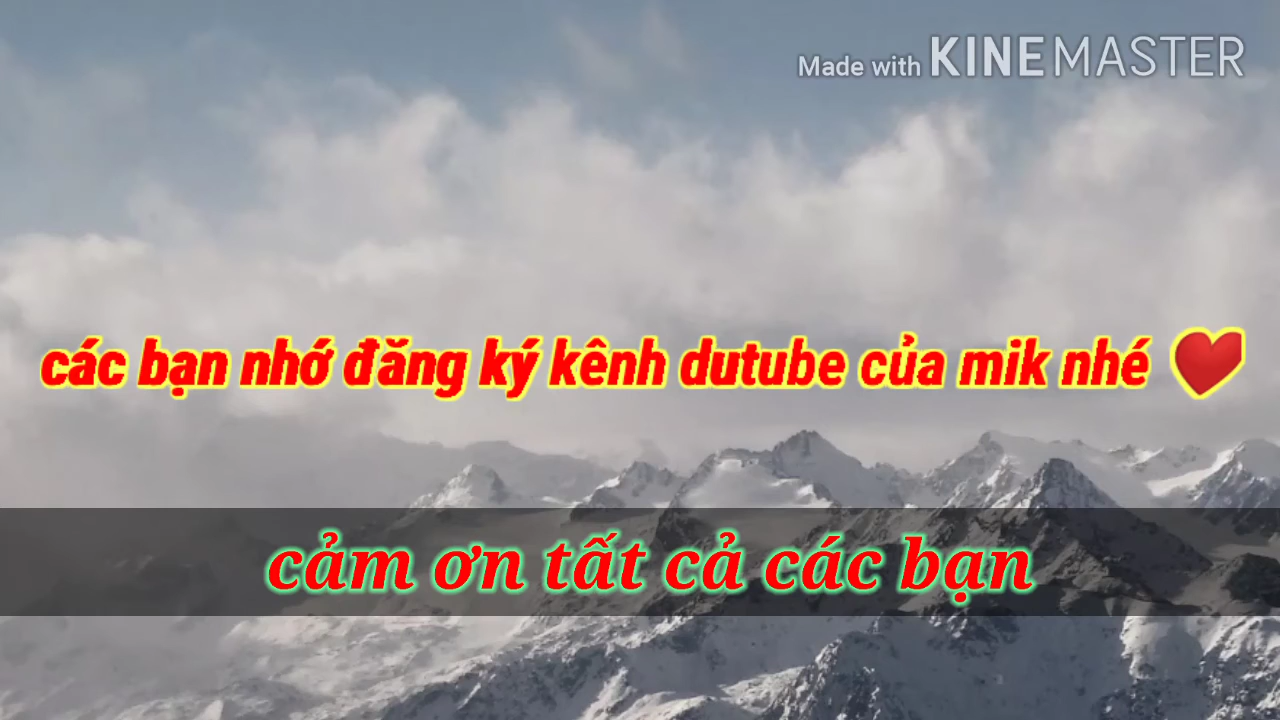 Made with KINEMASTER
các bạn nhớ đăng ký kênh dutube của mik nhé ❤️
cảm ơn tất cả các bạn